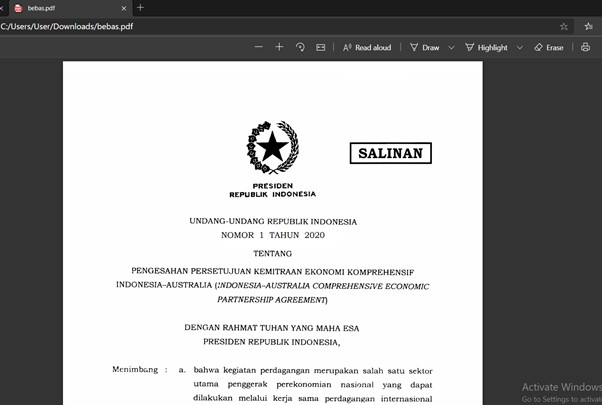 bebas.pdf
C:/Users/User/Downloads/bebas.pdf
Read aloud
Draw
Highlight
Erase
SALINAN
PRESIDEN
REPUBLIK INDONESIA
UNDANG-UNDANG REPUBLIK INDONESIA
NOMOR 1 TAHUN 2020
TENTANG
PENGESAHAN PERSETUJUAN KEMITRAAN EKONOMI KOMPREHENSIF
INDONESIA–AUSTRALIA (INDONESIA–AUSTRALIA COMPREHENSIVE ECONOMIC
PARTNERSHIP AGREEMENT)
DENGAN RAHMAT TUHAN YANG MAHA ESA
PRESIDEN REPUBLIK INDONESIA,
Menimbang : a. bahwa kegiatan perdagangan merupakan salah satu sektor
utama penggerak perekonomian nasional yang dapat
dilakukan melalui kerja sama perdagangan internasional
Activate Windows
Go to Settings to activat